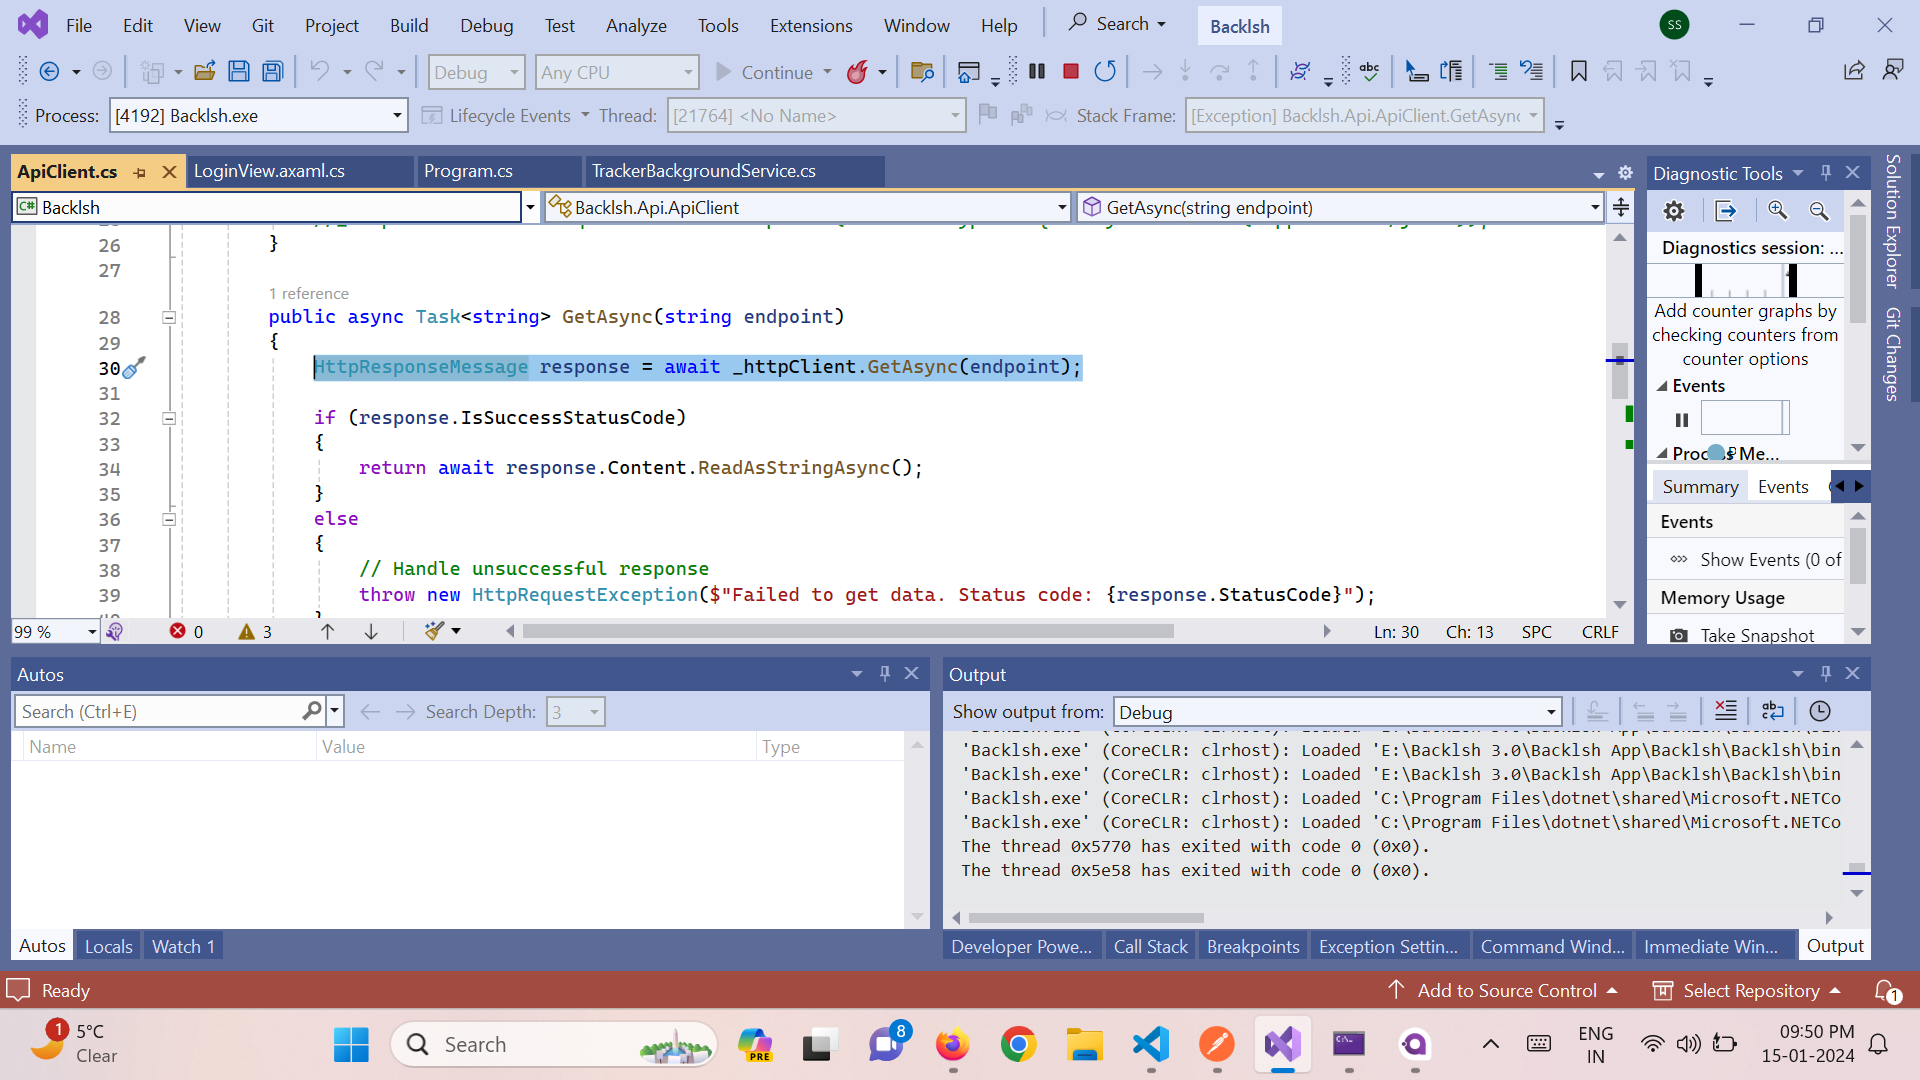 File Edit View Git Project Build Debug Test Analyze Tools Extensions Window Help Search Backlsh SS
Debug Any CPU Continue abc
Process: [4192] Backlsh.exe Lifecycle Events Thread: [21764] <No Name> Stack Frame: [Exception] Backlsh.Api.ApiClient.GetAsync
ApiClient.cs LoginView.axaml.cs Program.cs TrackerBackgroundService.cs
C# Backlsh Backlsh.Api.ApiClient GetAsync(string endpoint)
26 }
27
1 reference
28 public async Task<string> GetAsync(string endpoint)
29 {
30 HttpResponseMessage response = await _httpClient.GetAsync(endpoint);
31
32 if (response.IsSuccessStatusCode)
33 {
34 return await response.Content.ReadAsStringAsync();
35 }
36 else
37 {
38 // Handle unsuccessful response
39 throw new HttpRequestException($"Failed to get data. Status code: {response.StatusCode}");
99 % 0 3 Ln: 30 Ch: 13 SPC CRLF
Diagnostic Tools
Diagnostics session: ...
Add counter graphs by
checking counters from
counter options
Events
Process Me...
Summary Events
Events
Show Events (0 of
Memory Usage
Take Snapshot
Solution Explorer
Git Changes
Autos
Search (Ctrl+E) Search Depth: 3
Name Value Type
Autos Locals Watch 1
Output
Show output from: Debug
'Backlsh.exe' (CoreCLR: clrhost): Loaded 'E:\Backlsh 3.0\Backlsh App\Backlsh\Backlsh\bin
'Backlsh.exe' (CoreCLR: clrhost): Loaded 'E:\Backlsh 3.0\Backlsh App\Backlsh\Backlsh\bin
'Backlsh.exe' (CoreCLR: clrhost): Loaded 'C:\Program Files\dotnet\shared\Microsoft.NETCo
'Backlsh.exe' (CoreCLR: clrhost): Loaded 'C:\Program Files\dotnet\shared\Microsoft.NETCo
The thread 0x5770 has exited with code 0 (0x0).
The thread 0x5e58 has exited with code 0 (0x0).
Developer Powe... Call Stack Breakpoints Exception Settin... Command Wind... Immediate Win... Output
Ready Add to Source Control Select Repository 1
1 5°C
Clear
Search PRE 8
ENG
IN
09:50 PM
15-01-2024